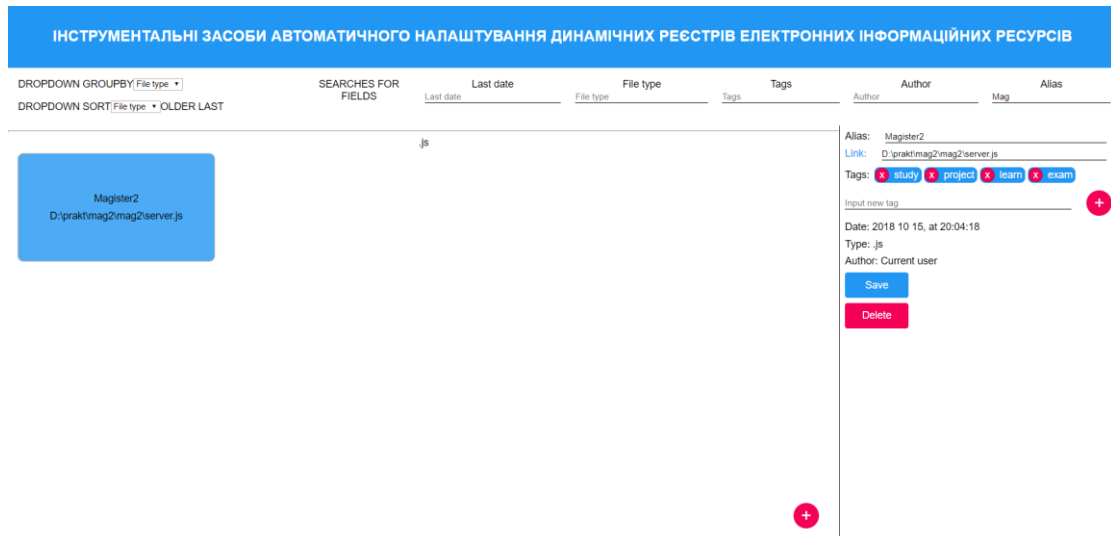 ІНСТРУМЕНТАЛЬНІ ЗАСОБИ АВТОМАТИЧНОГО НАЛАШТУВАННЯ ДИНАМІЧНИХ РЕЄСТРІВ ЕЛЕКТРОННИХ ІНФОРМАЦІЙНИХ РЕСУРСІВ
DROPDOWN GROUPBY File type
DROPDOWN SORT File type OLDER LAST
SEARCHES FOR
FIELDS
Last date
Last date
File type
File type
Tags
Tags
Author
Author
Alias
Mag
.js
Magister2
D:\prakt\mag2\mag2\server.js
Alias: Magister2
Link: D:\prakt\mag2\mag2\server.js
Tags: x study x project x learn x exam
Input new tag +
Date: 2018 10 15, at 20:04:18
Type: .js
Author: Current user
Save
Delete
+